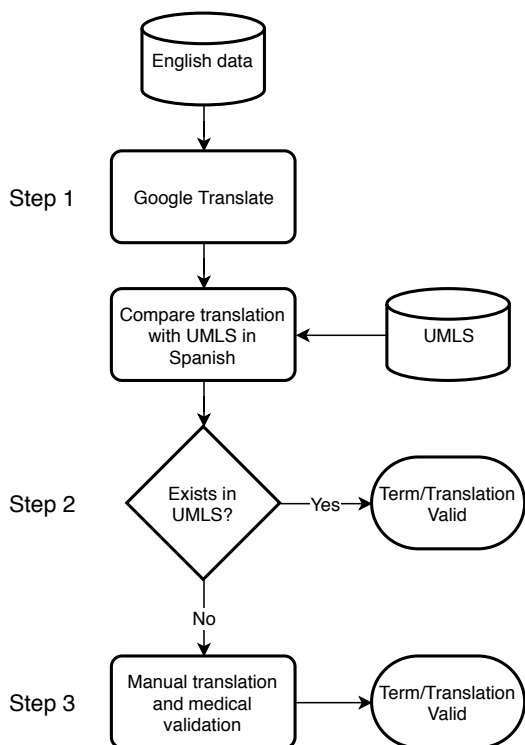 English data
Step 1
Google Translate
Compare translation
with UMLS in
Spanish
UMLS
Step 2
Exists in
UMLS?
Yes
Term/Translation
Valid
No
Step 3
Manual translation
and medical
validation
Term/Translation
Valid